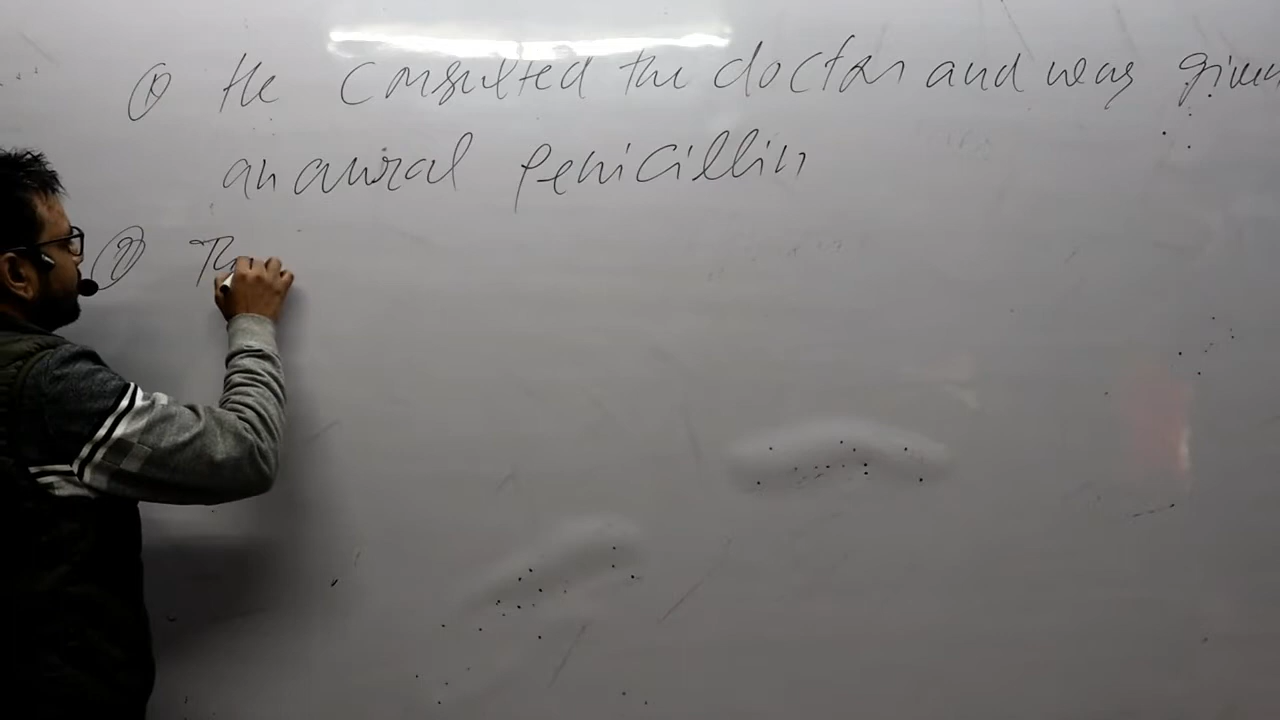 ① He consulted the doctor and was given
an aural penicillin
② Th